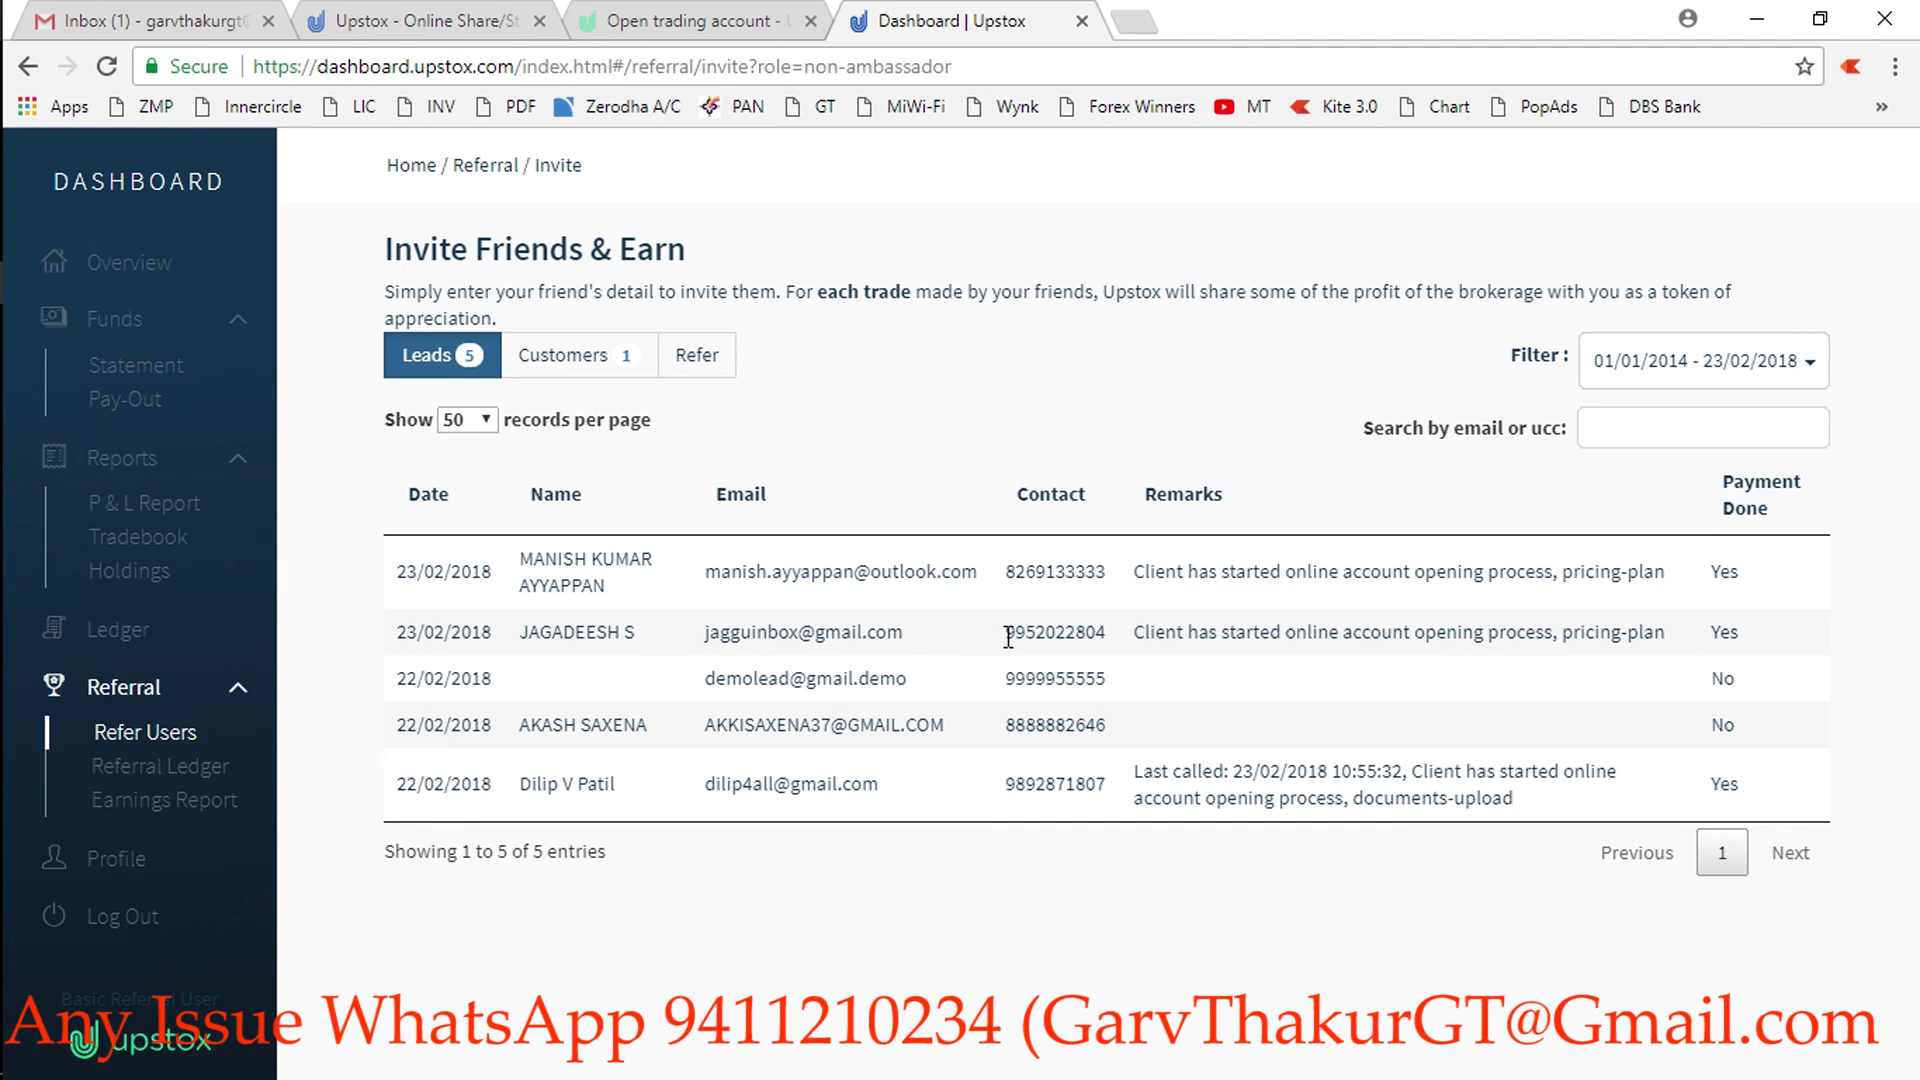 Inbox (1) - garvthakurgt
Upstox - Online Share/St
Open trading account - U
Dashboard | Upstox
Secure
https://dashboard.upstox.com/index.html#/referral/invite?role=non-ambassador
Apps ZMP Innercircle LIC INV PDF Zerodha A/C PAN GT MiWi-Fi Wynk Forex Winners MT Kite 3.0 Chart PopAds DBS Bank »
DASHBOARD
Overview
Funds
Statement
Pay-Out
Reports
P & L Report
Tradebook
Holdings
Ledger
Referral
Refer Users
Referral Ledger
Earnings Report
Profile
Log Out
Basic Referral User
upstox
Home / Referral / Invite
Invite Friends & Earn
Simply enter your friend's detail to invite them. For each trade made by your friends, Upstox will share some of the profit of the brokerage with you as a token of
appreciation.
Leads 5 Customers 1 Refer
Filter : 01/01/2014 - 23/02/2018
Show 50 records per page
Search by email or ucc:
Date Name Email Contact Remarks Payment Done
23/02/2018 MANISH KUMAR AYYAPPAN manish.ayyappan@outlook.com 8269133333 Client has started online account opening process, pricing-plan Yes
23/02/2018 JAGADEESH S jagguinbox@gmail.com 9952022804 Client has started online account opening process, pricing-plan Yes
22/02/2018 demolead@gmail.demo 9999955555 No
22/02/2018 AKASH SAXENA AKKISAXENA37@GMAIL.COM 8888882646 No
22/02/2018 Dilip V Patil dilip4all@gmail.com 9892871807 Last called: 23/02/2018 10:55:32, Client has started online account opening process, documents-upload Yes
Showing 1 to 5 of 5 entries
Previous 1 Next
Any Issue WhatsApp 9411210234 (GarvThakurGT@Gmail.com